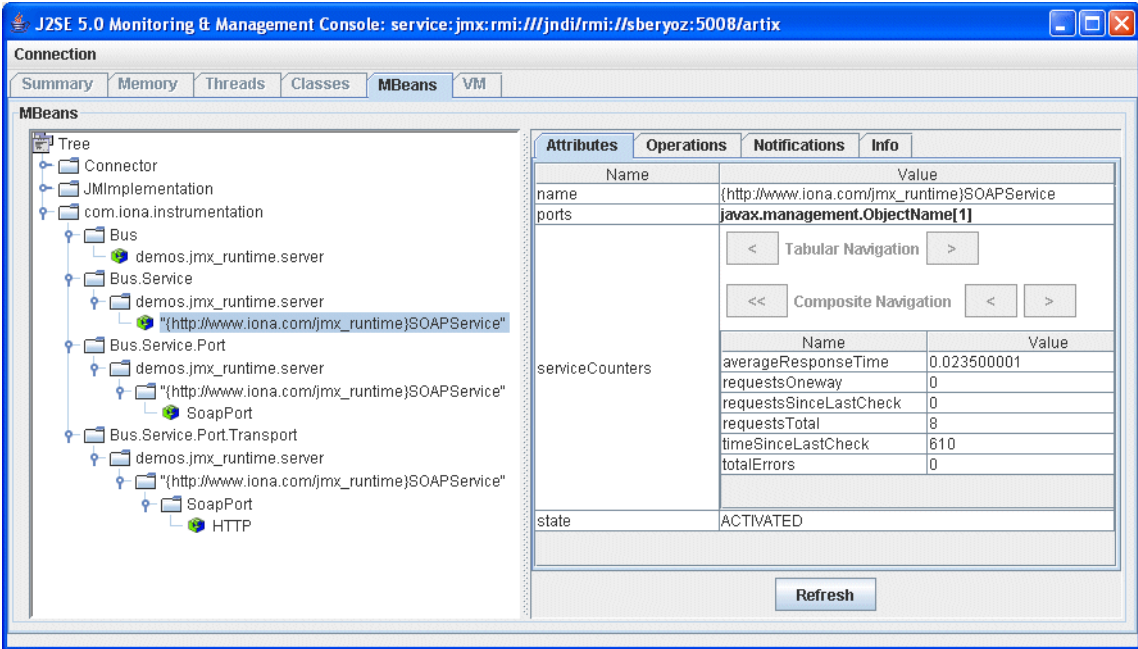 J2SE 5.0 Monitoring & Management Console: service:jmx:rmi:///jndi/rmi://sberyoz:5008/artix
Connection
Summary Memory Threads Classes MBeans VM
MBeans
Tree
Connector
JMImplementation
com.iona.instrumentation
Bus
demos.jmx_runtime.server
Bus.Service
demos.jmx_runtime.server
"{http://www.iona.com/jmx_runtime}SOAPService"
Bus.Service.Port
demos.jmx_runtime.server
"{http://www.iona.com/jmx_runtime}SOAPService"
SoapPort
Bus.Service.Port.Transport
demos.jmx_runtime.server
"{http://www.iona.com/jmx_runtime}SOAPService"
SoapPort
HTTP
Attributes Operations Notifications Info
Name Value
name {http://www.iona.com/jmx_runtime}SOAPService
ports javax.management.ObjectName[1]
< Tabular Navigation >
<< Composite Navigation < >
serviceCounters
Name Value
averageResponseTime 0.023500001
requestsOneway 0
requestsSinceLastCheck 0
requestsTotal 8
timeSinceLastCheck 610
totalErrors 0
state ACTIVATED
Refresh